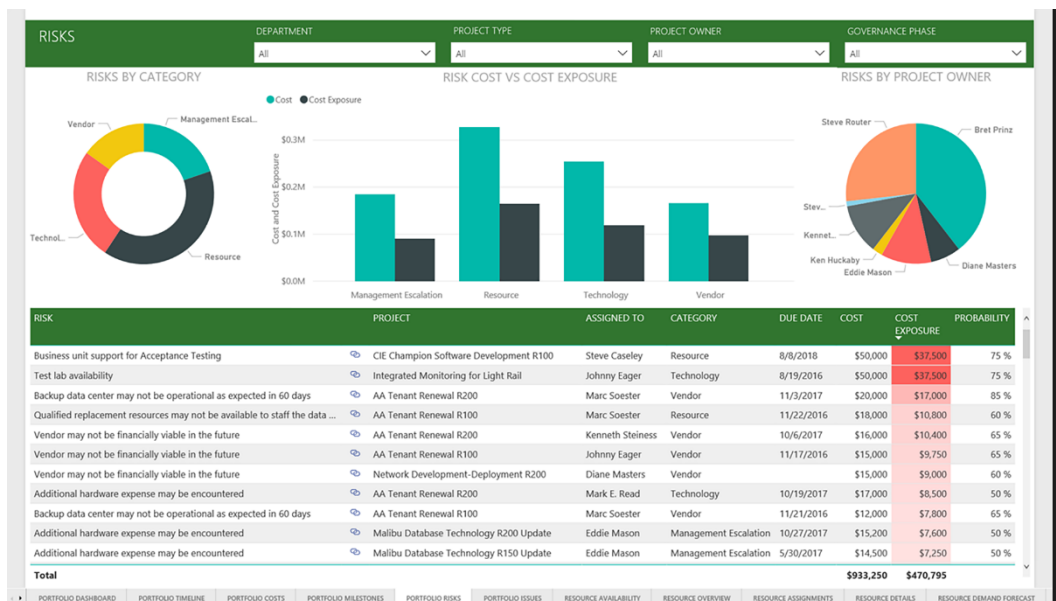 RISKS
DEPARTMENT PROJECT TYPE PROJECT OWNER GOVERNANCE PHASE
All All All All
RISKS BY CATEGORY RISK COST VS COST EXPOSURE RISKS BY PROJECT OWNER
Vendor
Management Escal...
Technol...
Resource
Cost Cost Exposure
Cost and Cost Exposure
$0.3M
$0.2M
$0.1M
$0.0M
Management Escalation Resource Technology Vendor
Steve Router
Bret Prinz
Stev...
Kennet...
Ken Huckaby
Eddie Mason
Diane Masters
RISK PROJECT ASSIGNED TO CATEGORY DUE DATE COST COST EXPOSURE PROBABILITY
Business unit support for Acceptance Testing CIE Champion Software Development R100 Steve Caseley Resource 8/8/2018 $50,000 $37,500 75 %
Test lab availability Integrated Monitoring for Light Rail Johnny Eager Technology 8/19/2016 $50,000 $37,500 75 %
Backup data center may not be operational as expected in 60 days AA Tenant Renewal R200 Marc Soester Vendor 11/3/2017 $20,000 $17,000 85 %
Qualified replacement resources may not be available to staff the data ... AA Tenant Renewal R100 Marc Soester Resource 11/22/2016 $18,000 $10,800 60 %
Vendor may not be financially viable in the future AA Tenant Renewal R200 Kenneth Steiness Vendor 10/6/2017 $16,000 $10,400 65 %
Vendor may not be financially viable in the future AA Tenant Renewal R100 Johnny Eager Vendor 11/17/2016 $15,000 $9,750 65 %
Vendor may not be financially viable in the future Network Development-Deployment R200 Diane Masters Vendor $15,000 $9,000 60 %
Additional hardware expense may be encountered AA Tenant Renewal R200 Mark E. Read Technology 10/19/2017 $17,000 $8,500 50 %
Backup data center may not be operational as expected in 60 days AA Tenant Renewal R100 Marc Soester Vendor 11/21/2016 $12,000 $7,800 65 %
Additional hardware expense may be encountered Malibu Database Technology R200 Update Eddie Mason Management Escalation 10/27/2017 $15,200 $7,600 50 %
Additional hardware expense may be encountered Malibu Database Technology R150 Update Eddie Mason Management Escalation 5/30/2017 $14,500 $7,250 50 %
Total $933,250 $470,795
PORTFOLIO DASHBOARD PORTFOLIO TIMELINE PORTFOLIO COSTS PORTFOLIO MILESTONES PORTFOLIO RISKS PORTFOLIO ISSUES RESOURCE AVAILABILITY RESOURCE OVERVIEW RESOURCE ASSIGNMENTS RESOURCE DETAILS RESOURCE DEMAND FORECAST